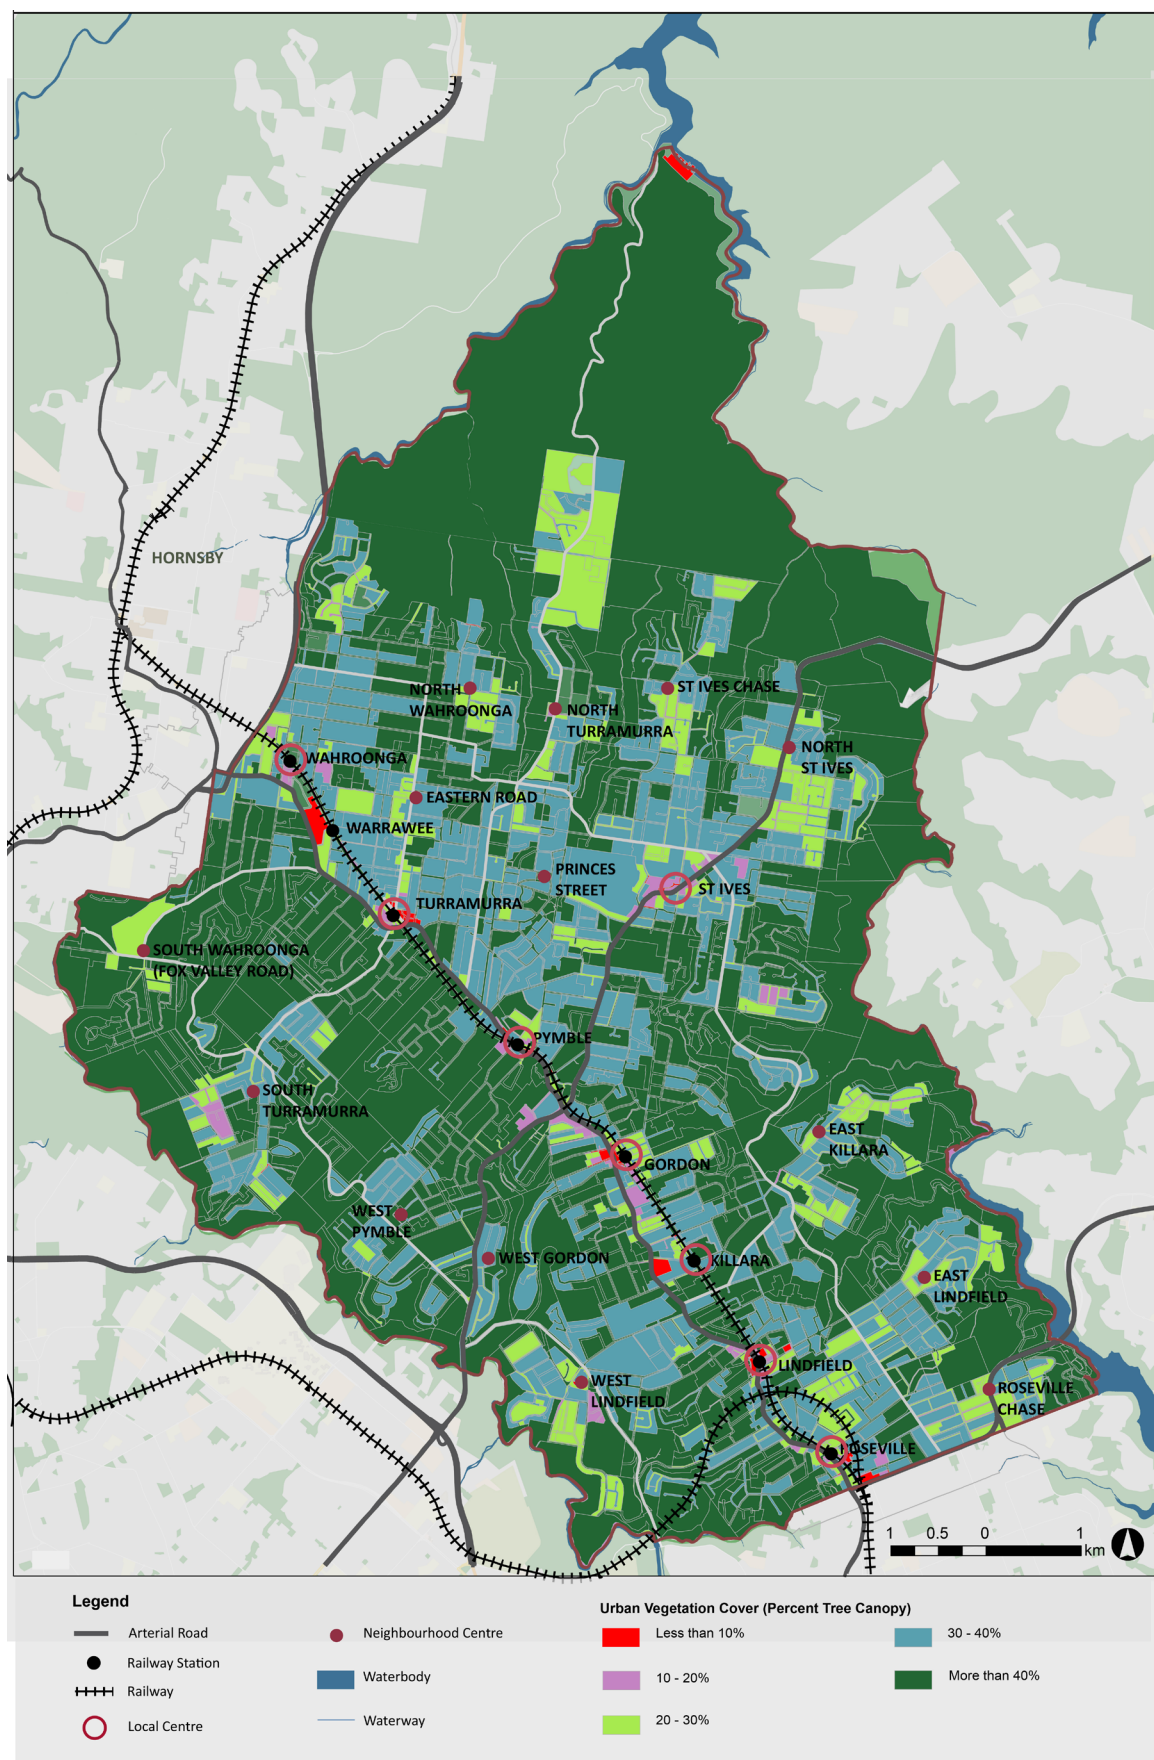 HORNSBY
NORTH
WAHROONGA
ST IVES CHASE
NORTH
TURRAMURRA
NORTH
ST IVES
WAHROONGA
EASTERN ROAD
WARRAWEE
PRINCES
STREET
ST IVES
TURRAMURRA
SOUTH WAHROONGA
(FOX VALLEY ROAD)
PYMBLE
SOUTH
TURRAMURRA
EAST
KILLARA
GORDON
WEST
PYMBLE
WEST GORDON
KILLARA
EAST
LINDFIELD
LINDFIELD
WEST
LINDFIELD
ROSEVILLE
CHASE
ROSEVILLE
1 0.5 0 1
km
Legend
Arterial Road
Railway Station
Railway
Local Centre
Neighbourhood Centre
Waterbody
Waterway
Urban Vegetation Cover (Percent Tree Canopy)
Less than 10%
10 - 20%
20 - 30%
30 - 40%
More than 40%